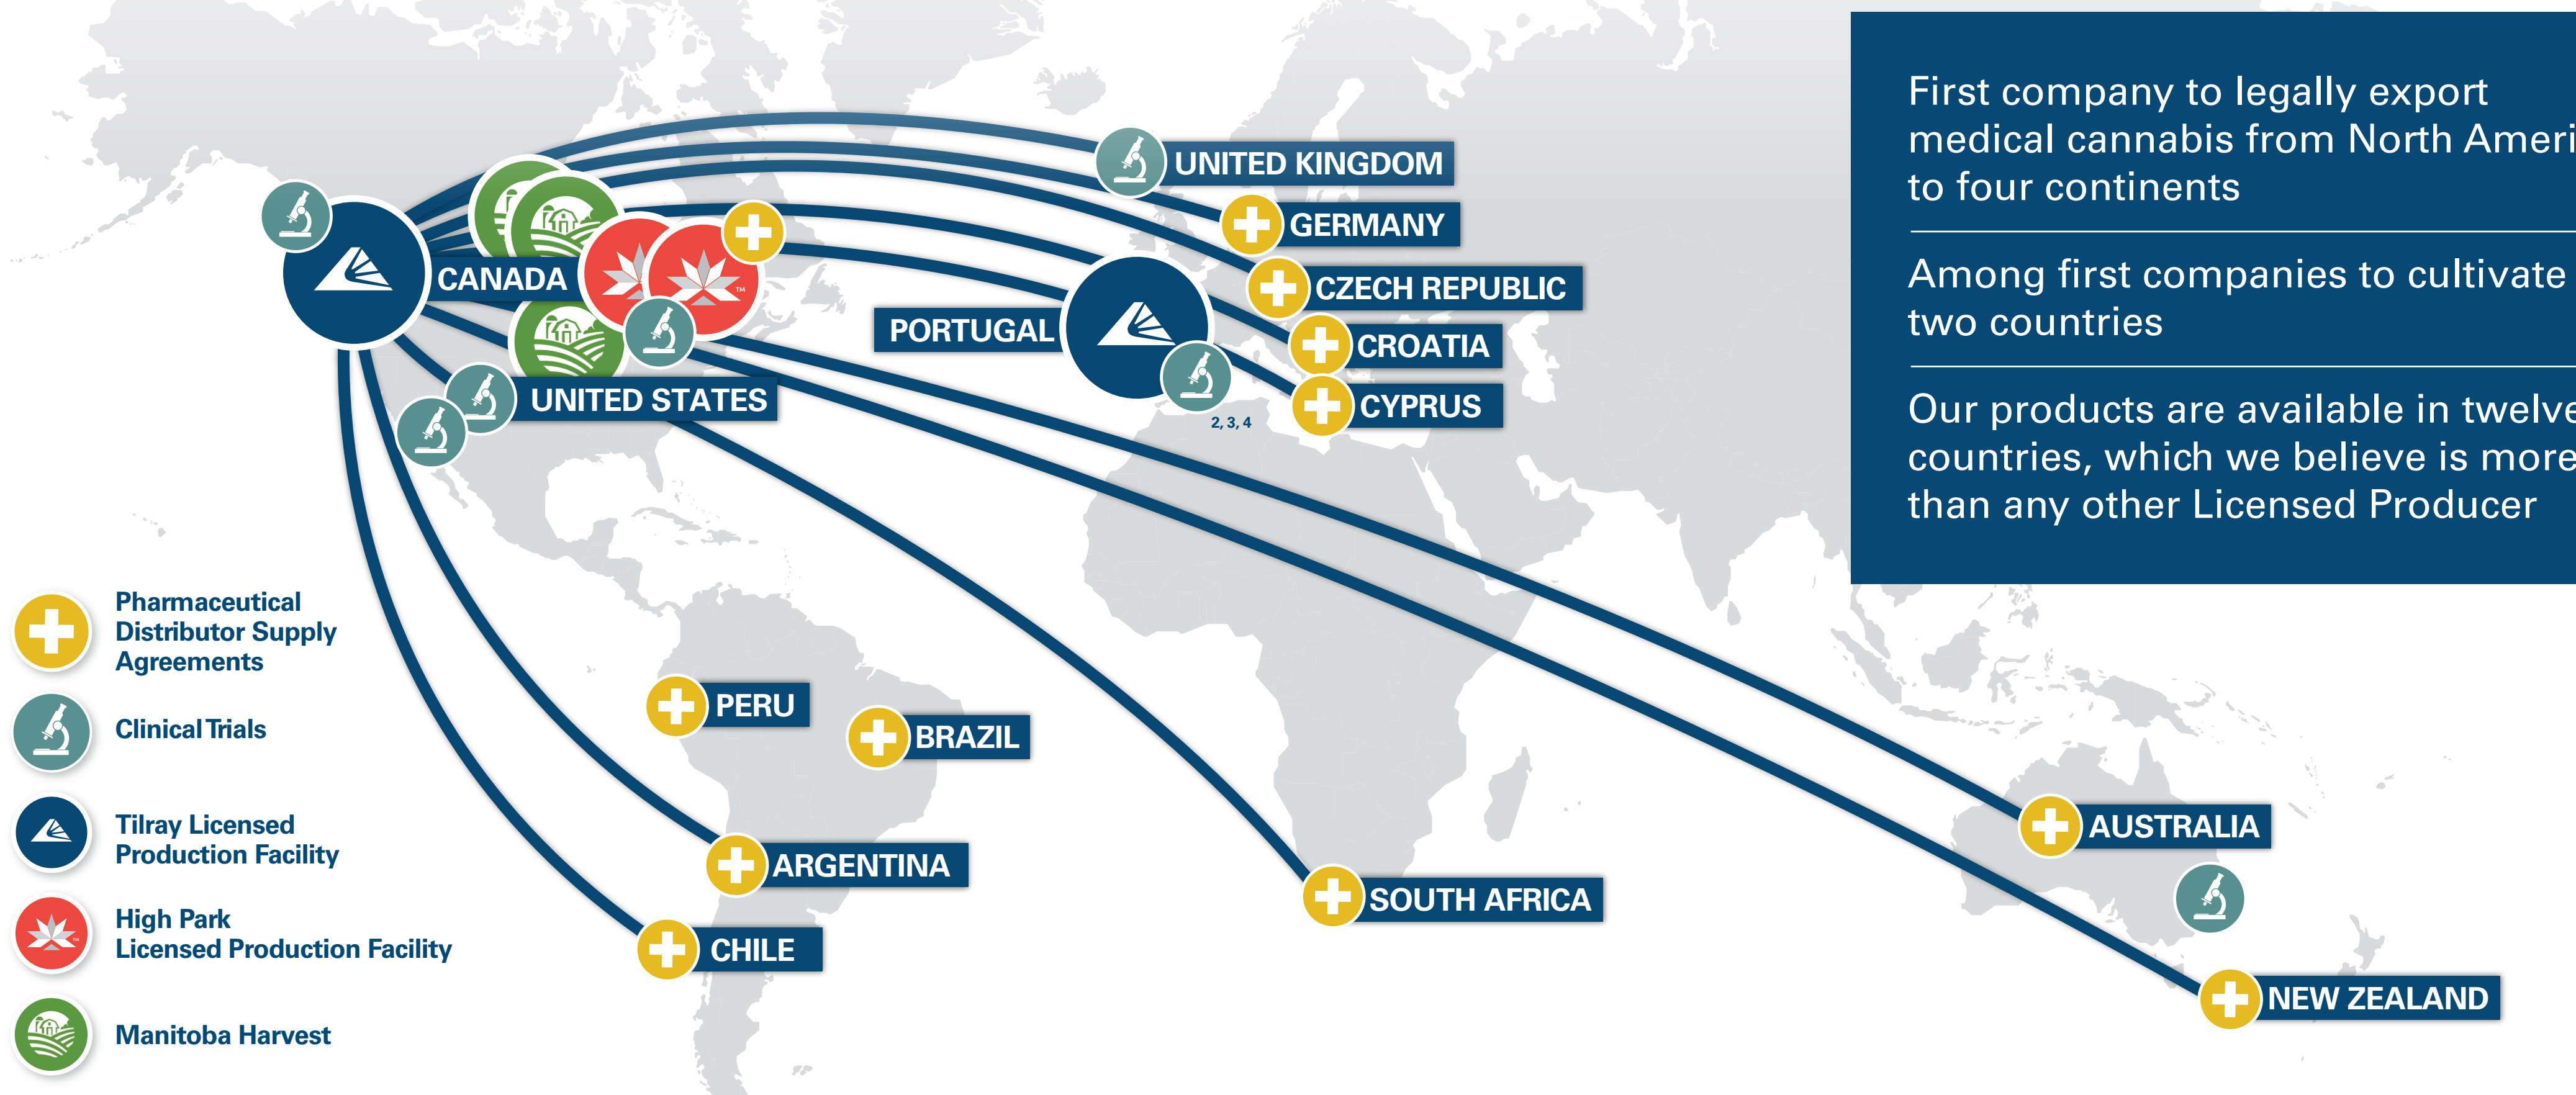 First company to legally export
medical cannabis from North Ameri
to four continents
Among first companies to cultivate
two countries
Our products are available in twelve
countries, which we believe is more
than any other Licensed Producer
UNITED KINGDOM
GERMANY
CANADA
CZECH REPUBLIC
PORTUGAL
CROATIA
UNITED STATES
CYPRUS
2, 3, 4
PERU
BRAZIL
ARGENTINA
CHILE
SOUTH AFRICA
AUSTRALIA
NEW ZEALAND
TM
Pharmaceutical
Distributor Supply
Agreements
Clinical Trials
Tilray Licensed
Production Facility
High Park
Licensed Production Facility
TM
Manitoba Harvest